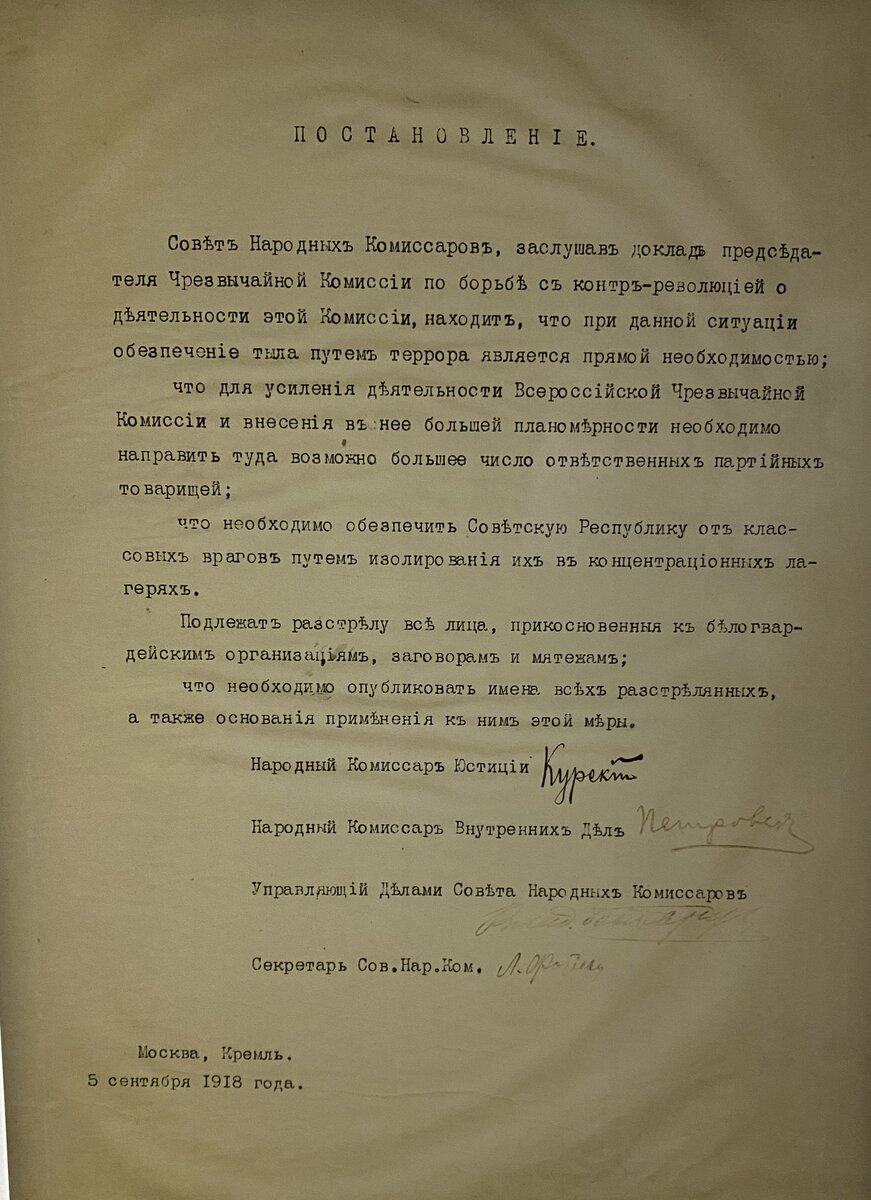 ПОСТАНОВЛЕНІЕ.
Совѣтъ Народныхъ Комиссаровъ, заслушавъ докладъ предсѣда-
теля Чрезвычайной Комиссіи по борьбѣ съ контръ-революціей о
дѣятельности этой Комиссіи, находитъ, что при данной ситуаціи
обезпеченіе тыла путемъ террора является прямой необходимостью;
что для усиленія дѣятельности Всероссійской Чрезвычайной
Комиссіи и внесенія въ нее большей планомѣрности необходимо
направить туда возможно большее число отвѣтственныхъ партійныхъ
товарищей;
что необходимо обезпечить Совѣтскую Республику отъ клас-
совыхъ враговъ путемъ изолированія ихъ въ концентраціонныхъ ла-
геряхъ.
Подлежатъ разстрѣлу всѣ лица, прикосновенныя къ бѣлогвар-
дейскимъ организаціямъ, заговорамъ и мятежамъ;
что необходимо опубликовать имена всѣхъ разстрѣлянныхъ,
а также основанія примѣненія къ нимъ этой мѣры.
Народный Комиссаръ Юстиціи
Народный Комиссаръ Внутреннихъ Дѣлъ
Управляющій Дѣлами Совѣта Народныхъ Комиссаровъ
Секретарь Сов.Нар.Ком.
Москва, Кремль.
5 сентября 1918 года.